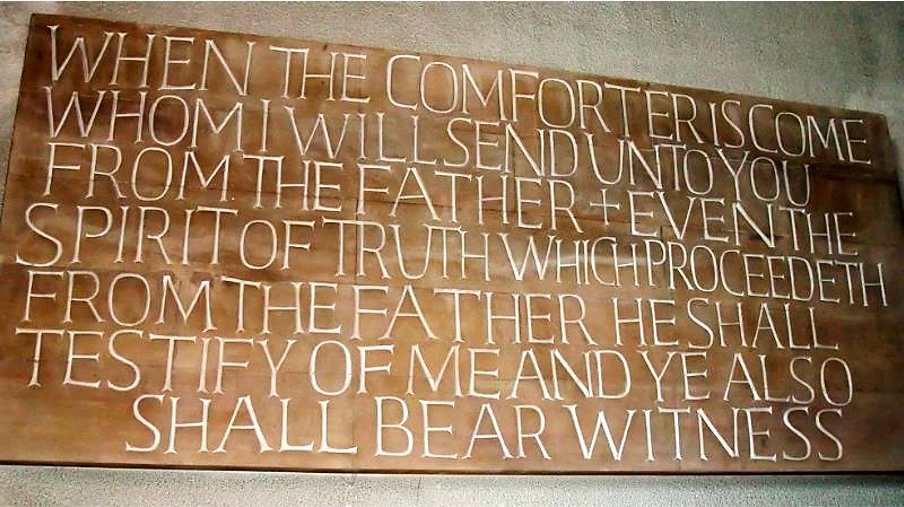 WHEN THE COMFORTER IS COME
WHOM I WILL SEND UNTO YOU
FROM THE FATHER + EVEN THE
SPIRIT OF TRUTH WHICH PROCEEDETH
FROM THE FATHER HE SHALL
TESTIFY OF ME AND YE ALSO
SHALL BEAR WITNESS